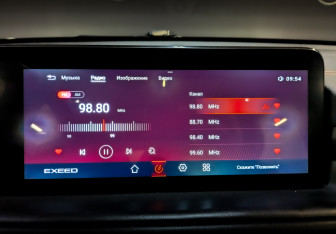 Музыка Радио Изображение Видео 09:54
FM AM
98.80 MHz
Канал
98.80 MHz
88.70 MHz
98.40 MHz
99.60 MHz
EXEED Скажите "Позвонить"